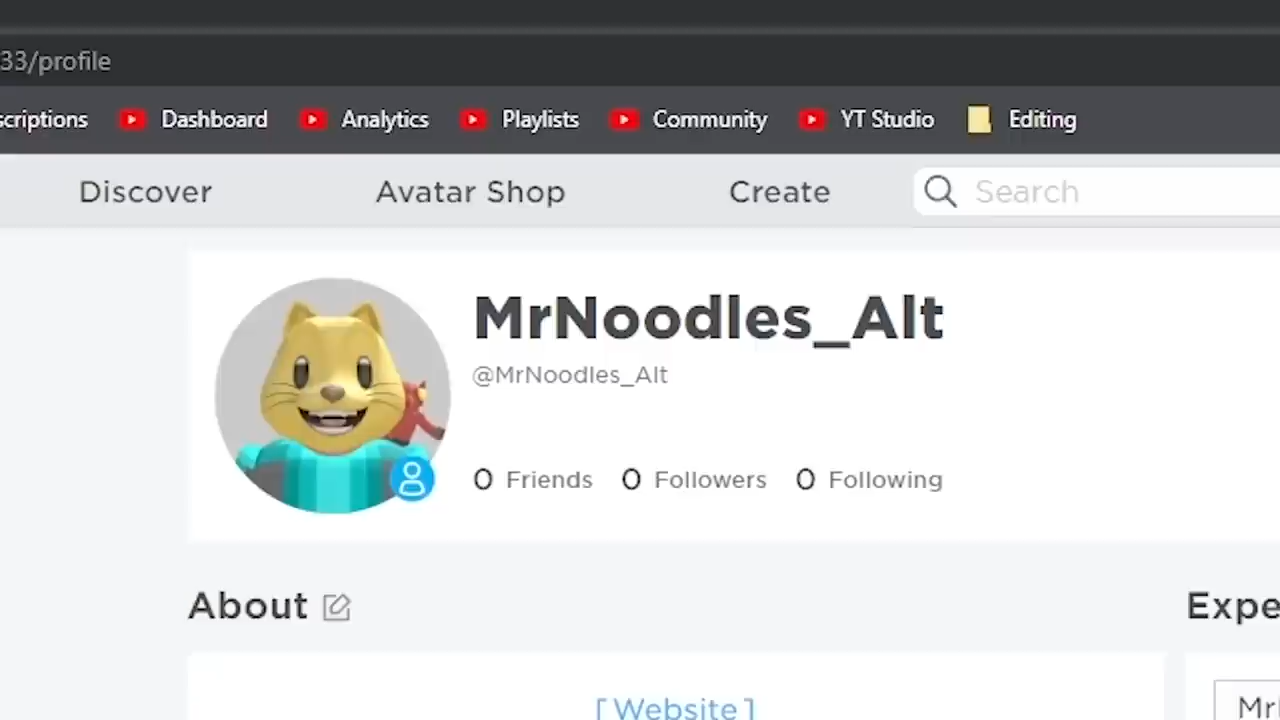 33/profile
scriptions Dashboard Analytics Playlists Community YT Studio Editing
Discover Avatar Shop Create Search
MrNoodles_Alt
@MrNoodles_Alt
0 Friends 0 Followers 0 Following
About Expe
[ Website ]
Mr